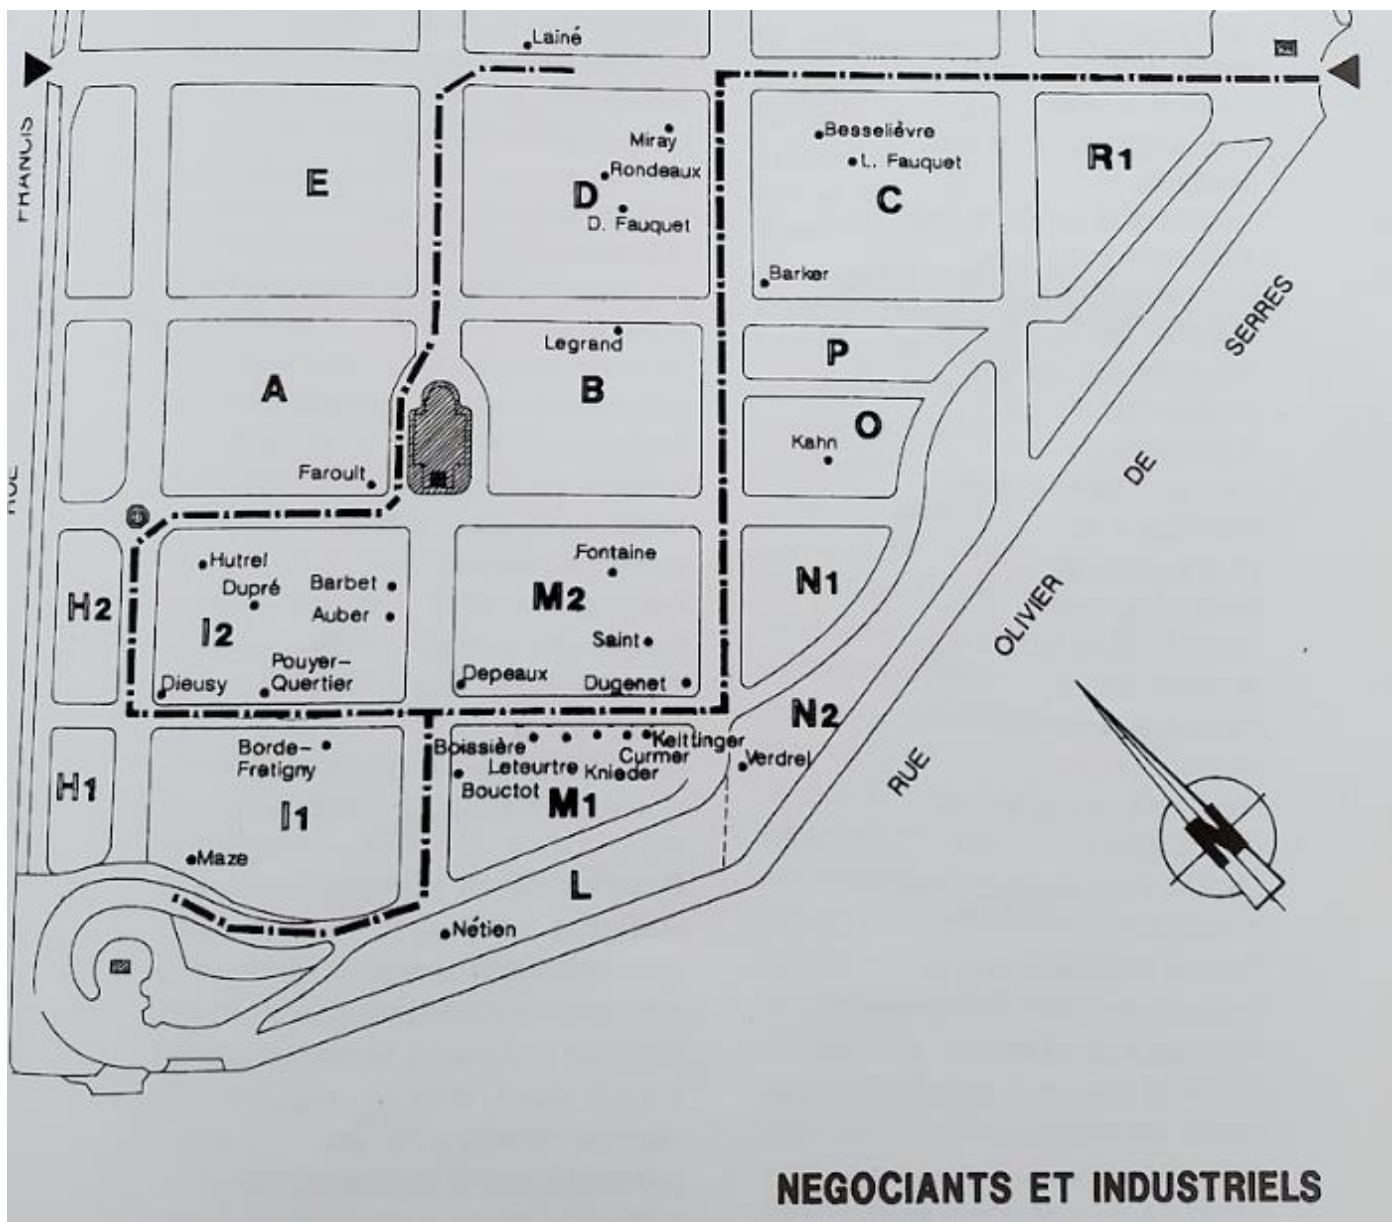 Lainé
FRANCIS
Miray
Rondeaux
D. Fauquet
D
E
Besselièvre
L. Fauquet
C
R1
Barker
SERRES
DE
OLIVIER
RUE
Legrand
A
B
P
O
Kahn
Faroult
RUE
Hutrel
Dupré
Barbet
Auber
H2
I2
Pouyer-
Quertier
Dieusy
Fontaine
M2
Saint
Depeaux
Dugenet
N1
N2
Borde-
Fretigny
H1
I1
Maze
Boissière
Leteurtre
Knieder
Curmer
Keittinger
Bouctot
M1
Verdrel
L
Nétien
N
NEGOCIANTS ET INDUSTRIELS